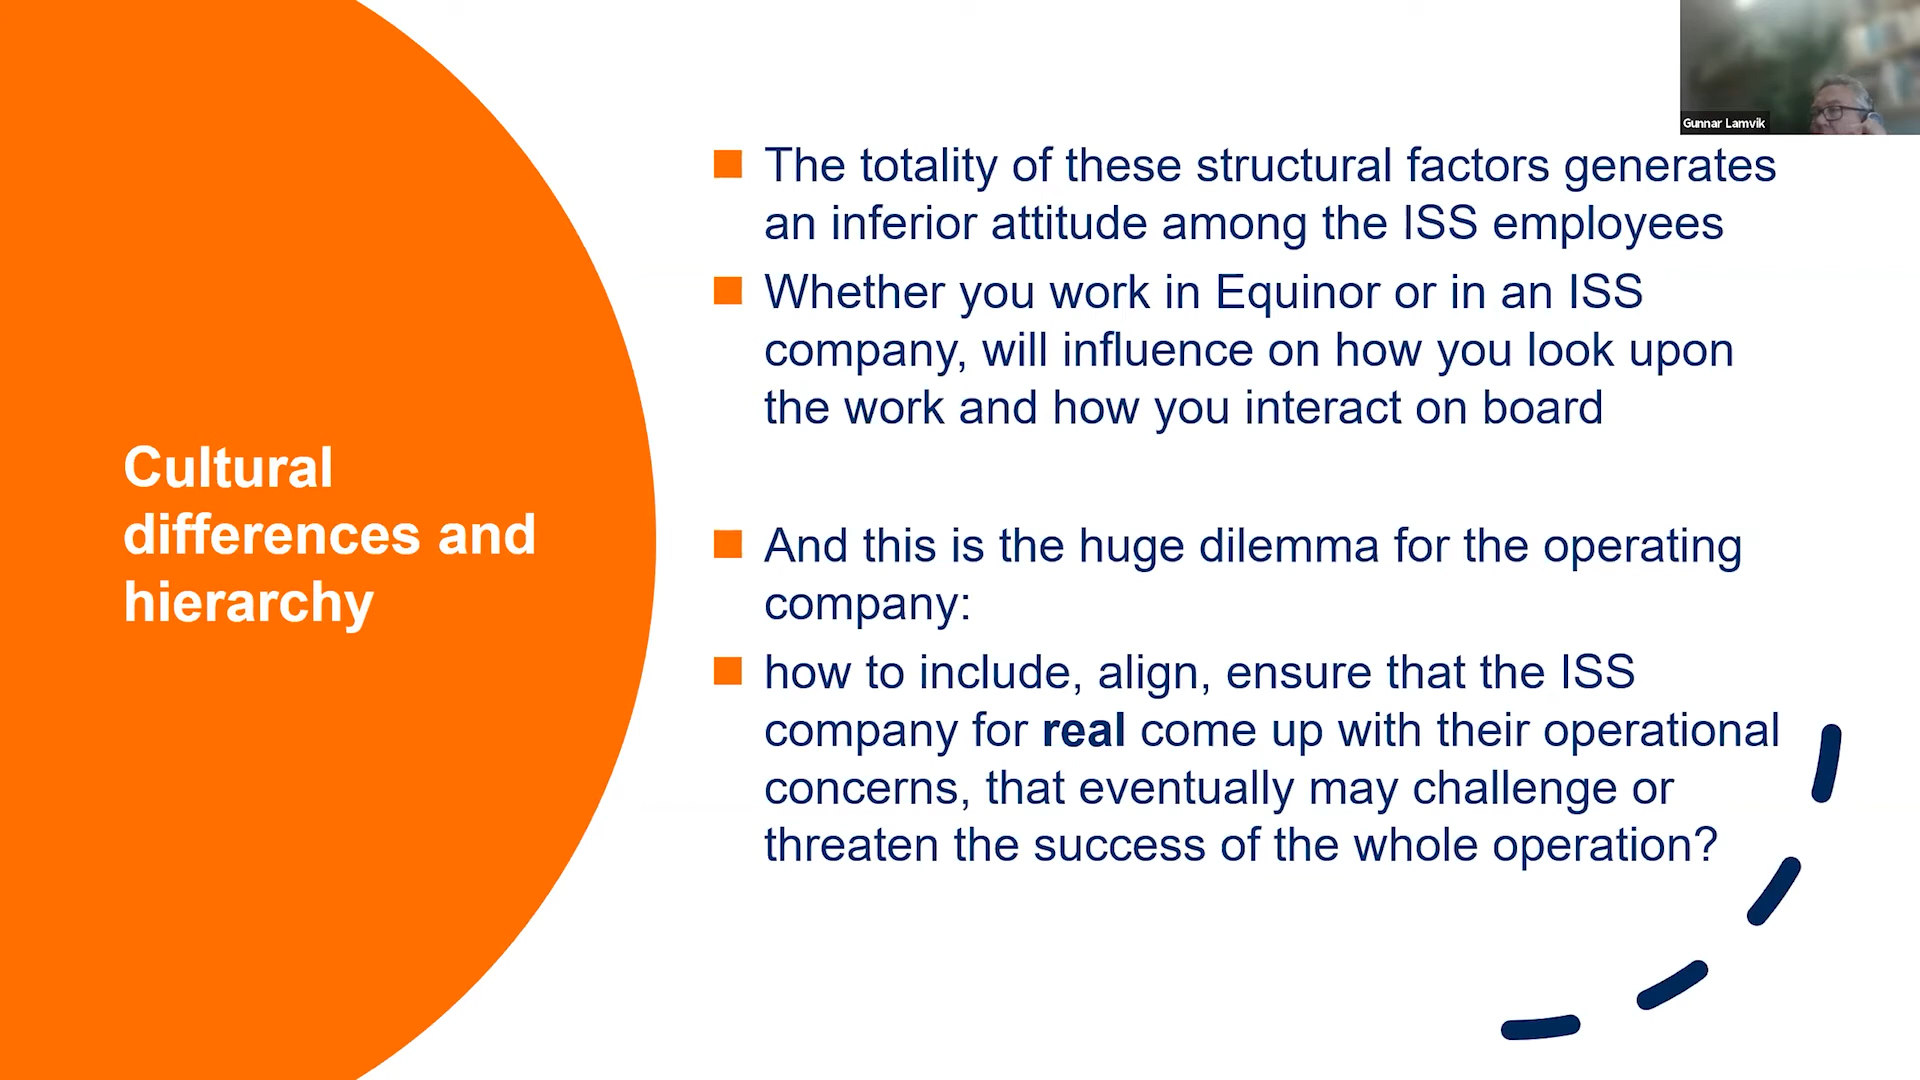 Gunnar Lamvik
The totality of these structural factors generates
an inferior attitude among the ISS employees
Whether you work in Equinor or in an ISS
company, will influence on how you look upon
the work and how you interact on board
Cultural
differences and
hierarchy
And this is the huge dilemma for the operating
company:
how to include, align, ensure that the ISS
company for real come up with their operational
concerns, that eventually may challenge or
threaten the success of the whole operation?